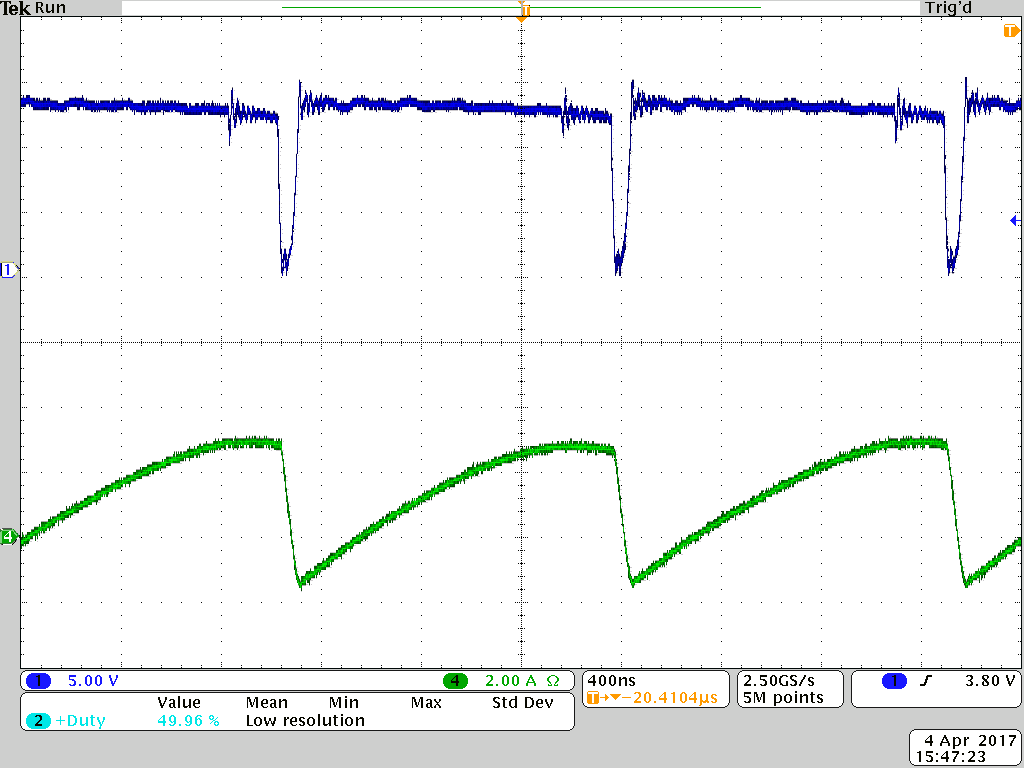 Tek Run Trig'd
T
T
1
4
1 5.00 V 4 2.00 A Ω
400ns
T→▼−20.4104μs
2.50GS/s
5M points
1 ʃ 3.80 V
Value Mean Min Max Std Dev
2 +Duty 49.96 % Low resolution
4 Apr 2017
15:47:23